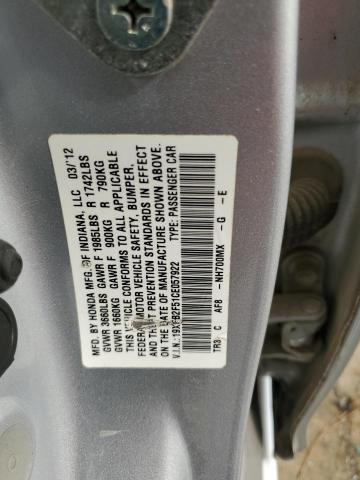 MFD. BY HONDA MFG. OF INDIANA, LLC 03/'12
GVWR 3660LBS GAWR F 1985LBS R 1742LBS
GVWR 1660KG GAWR F 900KG R 790KG
THIS VEHICLE CONFORMS TO ALL APPLICABLE
FEDERAL MOTOR VEHICLE SAFETY, BUMPER,
AND THEFT PREVENTION STANDARDS IN EFFECT
ON THE DATE OF MANUFACTURE SHOWN ABOVE.
V.I.N.: 19XFB2F51CE057922 TYPE: PASSENGER CAR
TR3: C AF8 - NH700MX - G - E